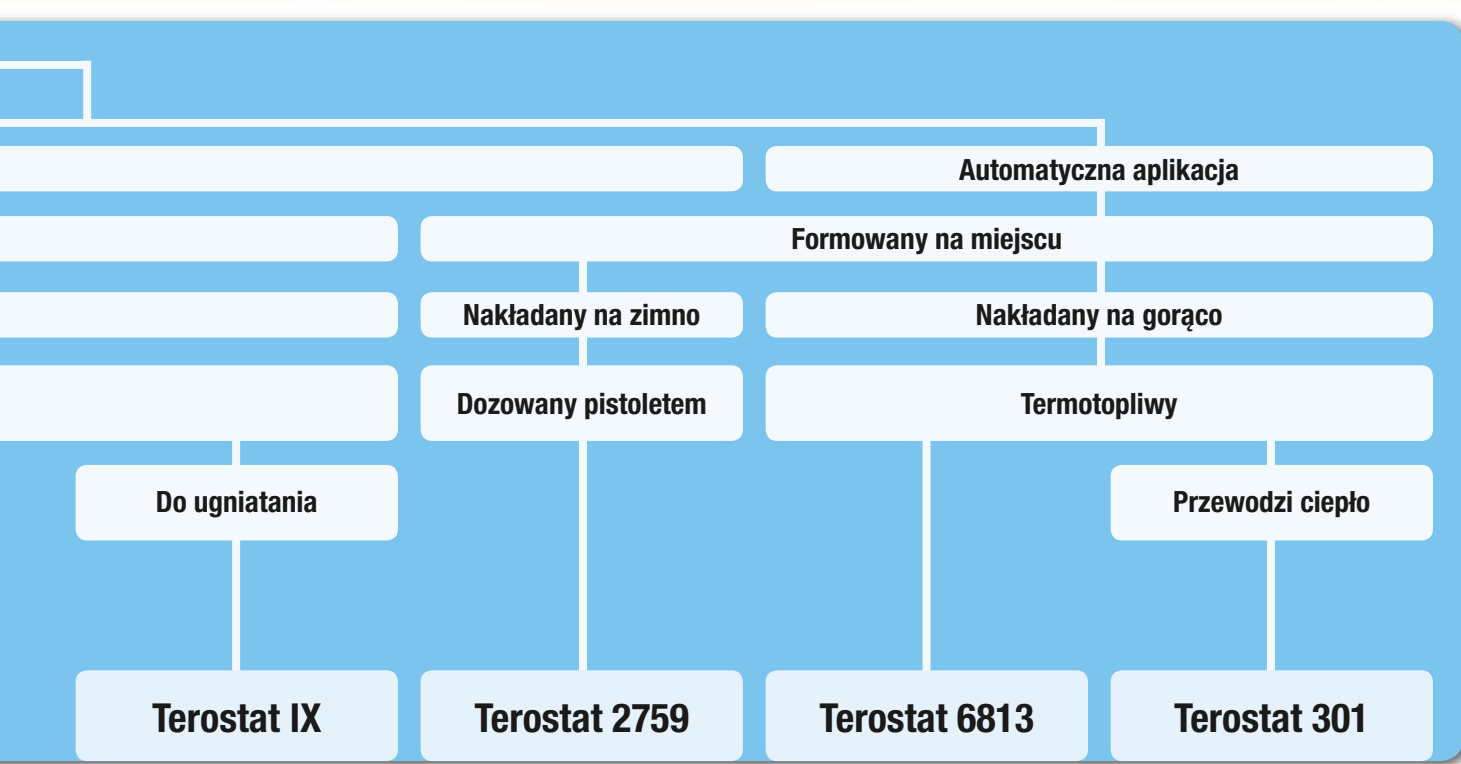 Automatyczna aplikacja
Formowany na miejscu
Nakładany na zimno
Nakładany na gorąco
Dozowany pistoletem
Termotopliwy
Do ugniatania
Przewodzi ciepło
Terostat IX
Terostat 2759
Terostat 6813
Terostat 301